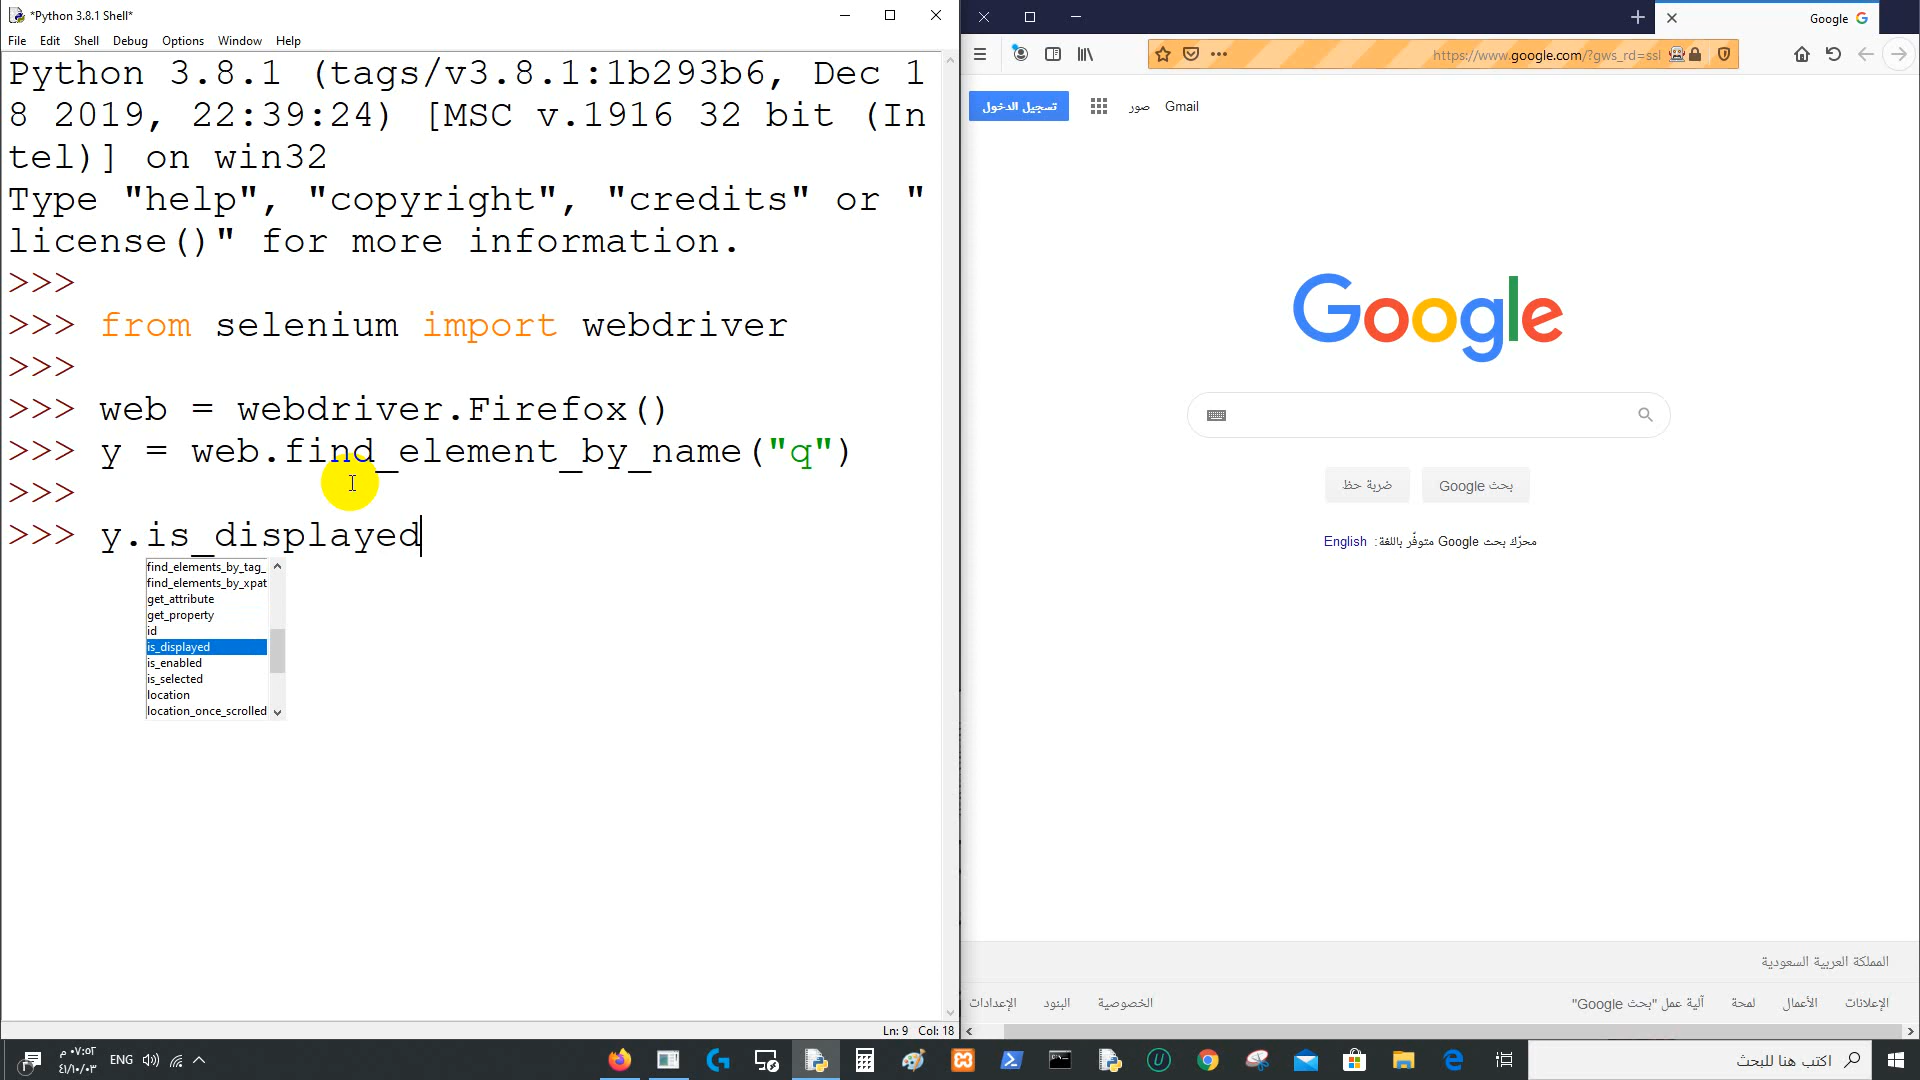 *Python 3.8.1 Shell*
File Edit Shell Debug Options Window Help
Python 3.8.1 (tags/v3.8.1:1b293b6, Dec 1
8 2019, 22:39:24) [MSC v.1916 32 bit (In
tel)] on win32
Type "help", "copyright", "credits" or "
license()" for more information.
>>>
>>> from selenium import webdriver
>>>
>>> web = webdriver.Firefox()
>>> y = web.find_element_by_name("q")
>>>
>>> y.is_displayed
find_elements_by_tag_
find_elements_by_xpat
get_attribute
get_property
id
is_displayed
is_enabled
is_selected
location
location_once_scrolled
Ln: 9 Col: 18
Google
https://www.google.com/?gws_rd=ssl
Gmail صور تسجيل الدخول
Google
بحث Google ضربة حظ
محرّك بحث Google متوفّر باللغة: English
المملكة العربية السعودية
الإعلانات الأعمال لمحة آلية عمل "بحث Google"
الخصوصية البنود الإعدادات
ENG
٠٧:٥٢ م
٤١/١٠/٠٣
اكتب هنا للبحث